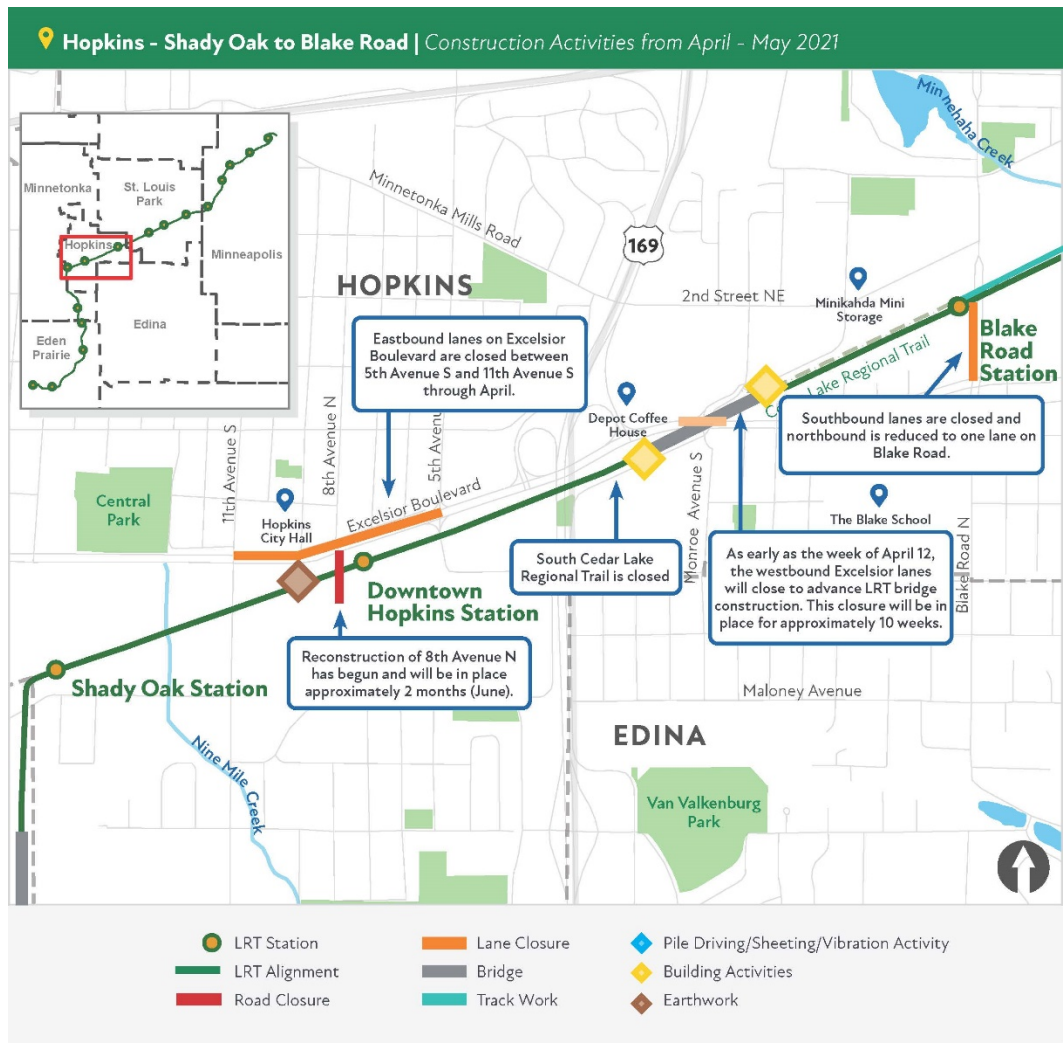 Hopkins - Shady Oak to Blake Road | Construction Activities from April - May 2021
Minnetonka
St. Louis
Park
Hopkins
Minneapolis
Edina
Eden
Prairie
Minnehaha Creek
Minnetonka Mills Road
169
HOPKINS
2nd Street NE
Minikahda Mini
Storage
Blake
Road
Station
Eastbound lanes on Excelsior
Boulevard are closed between
5th Avenue S and 11th Avenue S
through April.
Depot Coffee
House
Lake Regional Trail
Southbound lanes are closed and
northbound is reduced to one lane on
Blake Road.
11th Avenue S
8th Avenue N
5th Avenue
Central
Park
Hopkins
City Hall
Excelsior Boulevard
Monroe Avenue S
The Blake School
Blake Road N
South Cedar Lake
Regional Trail is closed
As early as the week of April 12,
the westbound Excelsior lanes
will close to advance LRT bridge
construction. This closure will be in
place for approximately 10 weeks.
Downtown
Hopkins Station
Shady Oak Station
Reconstruction of 8th Avenue N
has begun and will be in place
approximately 2 months (June).
Maloney Avenue
EDINA
Nine Mile Creek
Van Valkenburg
Park
LRT Station
LRT Alignment
Road Closure
Lane Closure
Bridge
Track Work
Pile Driving/Sheeting/Vibration Activity
Building Activities
Earthwork